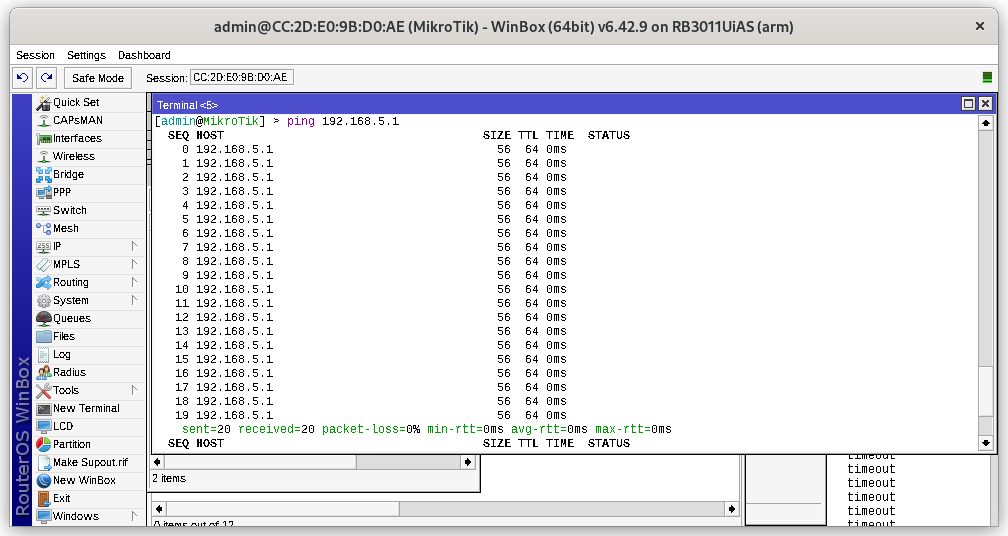 admin@CC:2D:E0:9B:D0:AE (MikroTik) - WinBox (64bit) v6.42.9 on RB3011UiAS (arm)
Session Settings Dashboard
Safe Mode Session: CC:2D:E0:9B:D0:AE
RouterOS WinBox
Quick Set
CAPsMAN
Interfaces
Wireless
Bridge
PPP
Switch
Mesh
IP
MPLS
Routing
System
Queues
Files
Log
Radius
Tools
New Terminal
LCD
Partition
Make Supout.rif
New WinBox
Exit
Windows
Terminal <5>
[admin@MikroTik] > ping 192.168.5.1
SEQ HOST SIZE TTL TIME STATUS
0 192.168.5.1 56 64 0ms
1 192.168.5.1 56 64 0ms
2 192.168.5.1 56 64 0ms
3 192.168.5.1 56 64 0ms
4 192.168.5.1 56 64 0ms
5 192.168.5.1 56 64 0ms
6 192.168.5.1 56 64 0ms
7 192.168.5.1 56 64 0ms
8 192.168.5.1 56 64 0ms
9 192.168.5.1 56 64 0ms
10 192.168.5.1 56 64 0ms
11 192.168.5.1 56 64 0ms
12 192.168.5.1 56 64 0ms
13 192.168.5.1 56 64 0ms
14 192.168.5.1 56 64 0ms
15 192.168.5.1 56 64 0ms
16 192.168.5.1 56 64 0ms
17 192.168.5.1 56 64 0ms
18 192.168.5.1 56 64 0ms
19 192.168.5.1 56 64 0ms
sent=20 received=20 packet-loss=0% min-rtt=0ms avg-rtt=0ms max-rtt=0ms
SEQ HOST SIZE TTL TIME STATUS
2 items
0 items out of 12
timeout
timeout
timeout
timeout
timeout
timeout